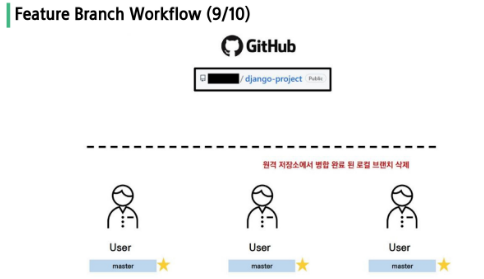 Feature Branch Workflow (9/10)
GitHub
/ django-project Public
원격 저장소에서 병합 완료 된 로컬 브랜치 삭제
User User User
master master master